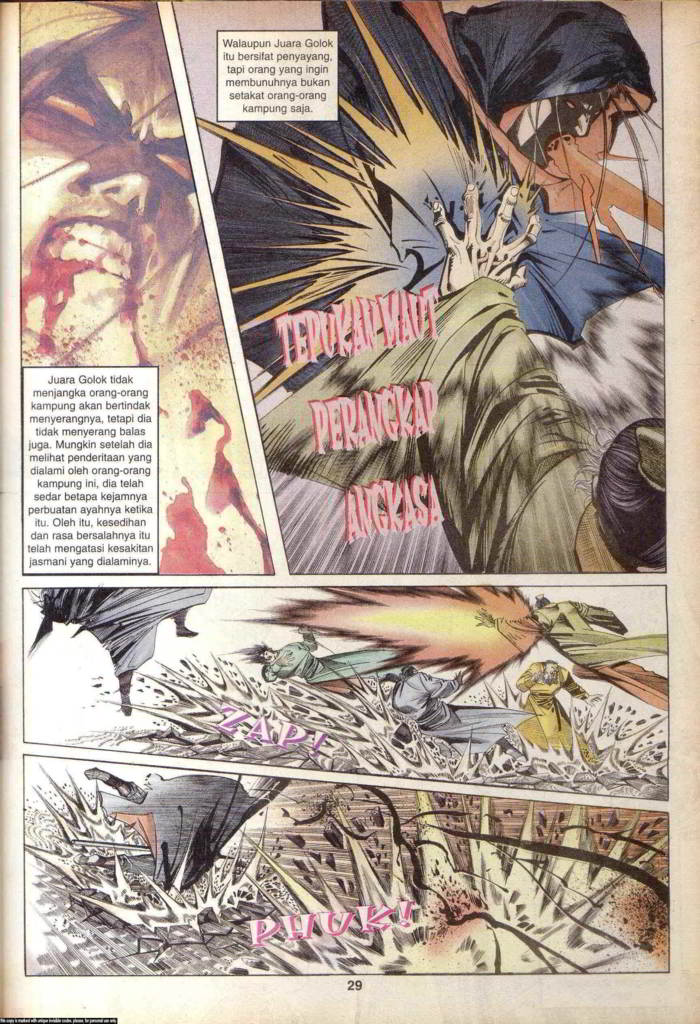 Walaupun Juara Golok
itu bersifat penyayang,
tapi orang yang ingin
membunuhnya bukan
setakat orang-orang
kampung saja.
Juara Golok tidak
menjangka orang-orang
kampung akan bertindak
menyerangnya, tetapi dia
tidak menyerang balas
juga. Mungkin setelah dia
melihat penderitaan yang
dialami oleh orang-orang
kampung ini, dia telah
sedar betapa kejamnya
perbuatan ayahnya ketika
itu. Oleh itu, kesedihan
dan rasa bersalahnya itu
telah mengatasi kesakitan
jasmani yang dialaminya.
TEPUKAN MAUT
PERANGKAP
ANGKASA
ZAP!
PHUK!
29